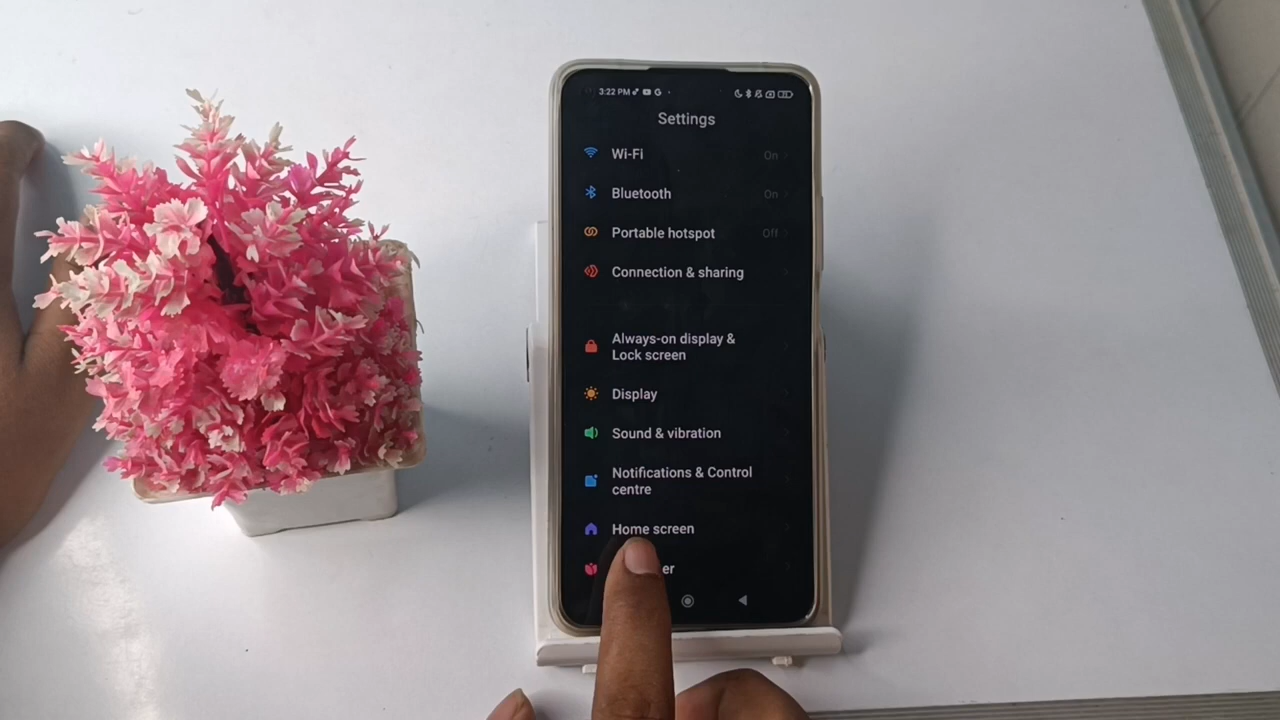 3:22 PM
Settings
Wi-Fi On
Bluetooth On
Portable hotspot Off
Connection & sharing
Always-on display &
Lock screen
Display
Sound & vibration
Notifications & Control
centre
Home screen